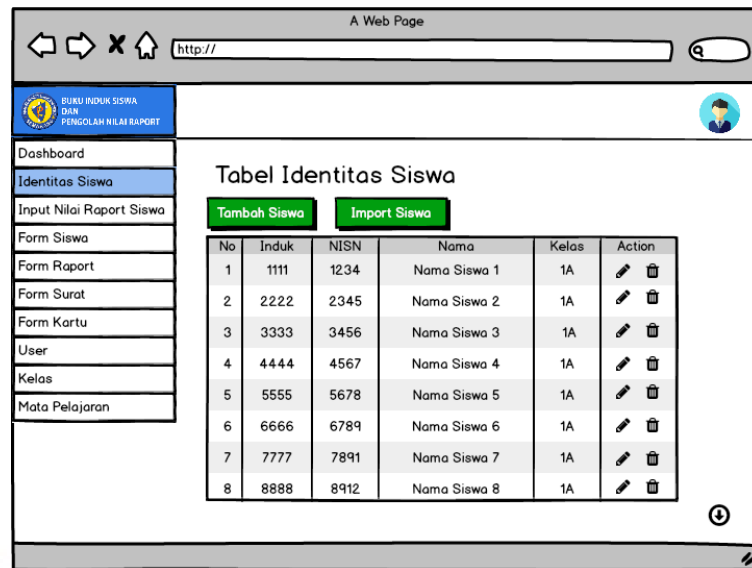 A Web Page
http://
BUKU INDUK SISWA
DAN
PENGOLAH NILAI RAPORT
Dashboard
Identitas Siswa
Input Nilai Raport Siswa
Form Siswa
Form Raport
Form Surat
Form Kartu
User
Kelas
Mata Pelajaran
Tabel Identitas Siswa
Tambah Siswa Import Siswa
No Induk NISN Nama Kelas Action
1 1111 1234 Nama Siswa 1 1A
2 2222 2345 Nama Siswa 2 1A
3 3333 3456 Nama Siswa 3 1A
4 4444 4567 Nama Siswa 4 1A
5 5555 5678 Nama Siswa 5 1A
6 6666 6789 Nama Siswa 6 1A
7 7777 7891 Nama Siswa 7 1A
8 8888 8912 Nama Siswa 8 1A